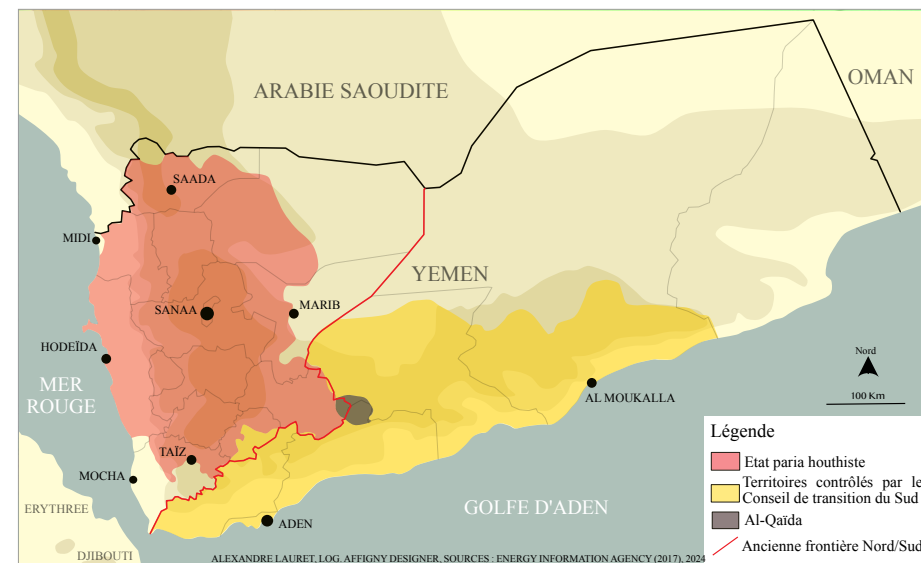 ARABIE SAOUDITE
OMAN
SAADA
MIDI
YEMEN
SANAA
MARIB
HODEÏDA
MER
ROUGE
AL MOUKALLA
Nord
100 Km
TAÏZ
MOCHA
ERYTHREE
GOLFE D'ADEN
ADEN
DJIBOUTI
Légende
Etat paria houthiste
Territoires contrôlés par le
Conseil de transition du Sud
Al-Qaïda
Ancienne frontière Nord/Sud
ALEXANDRE LAURET, LOG. AFFIGNY DESIGNER, SOURCES : ENERGY INFORMATION AGENCY (2017), 2024